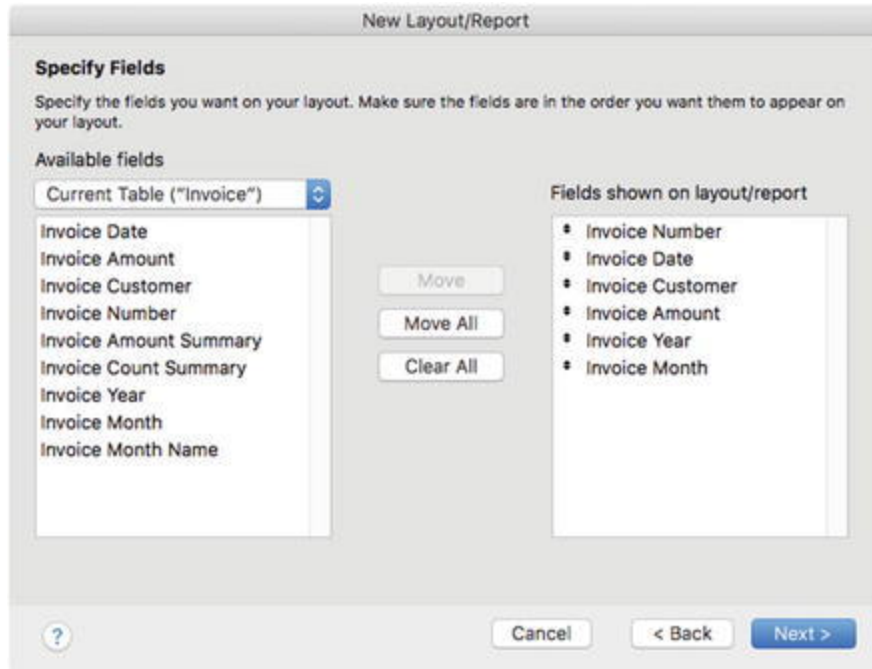 New Layout/Report
Specify Fields
Specify the fields you want on your layout. Make sure the fields are in the order you want them to appear on
your layout.
Available fields
Current Table ("Invoice")
Invoice Date
Invoice Amount
Invoice Customer
Invoice Number
Invoice Amount Summary
Invoice Count Summary
Invoice Year
Invoice Month
Invoice Month Name
Move
Move All
Clear All
Fields shown on layout/report
Invoice Number
Invoice Date
Invoice Customer
Invoice Amount
Invoice Year
Invoice Month
?
Cancel
< Back
Next >